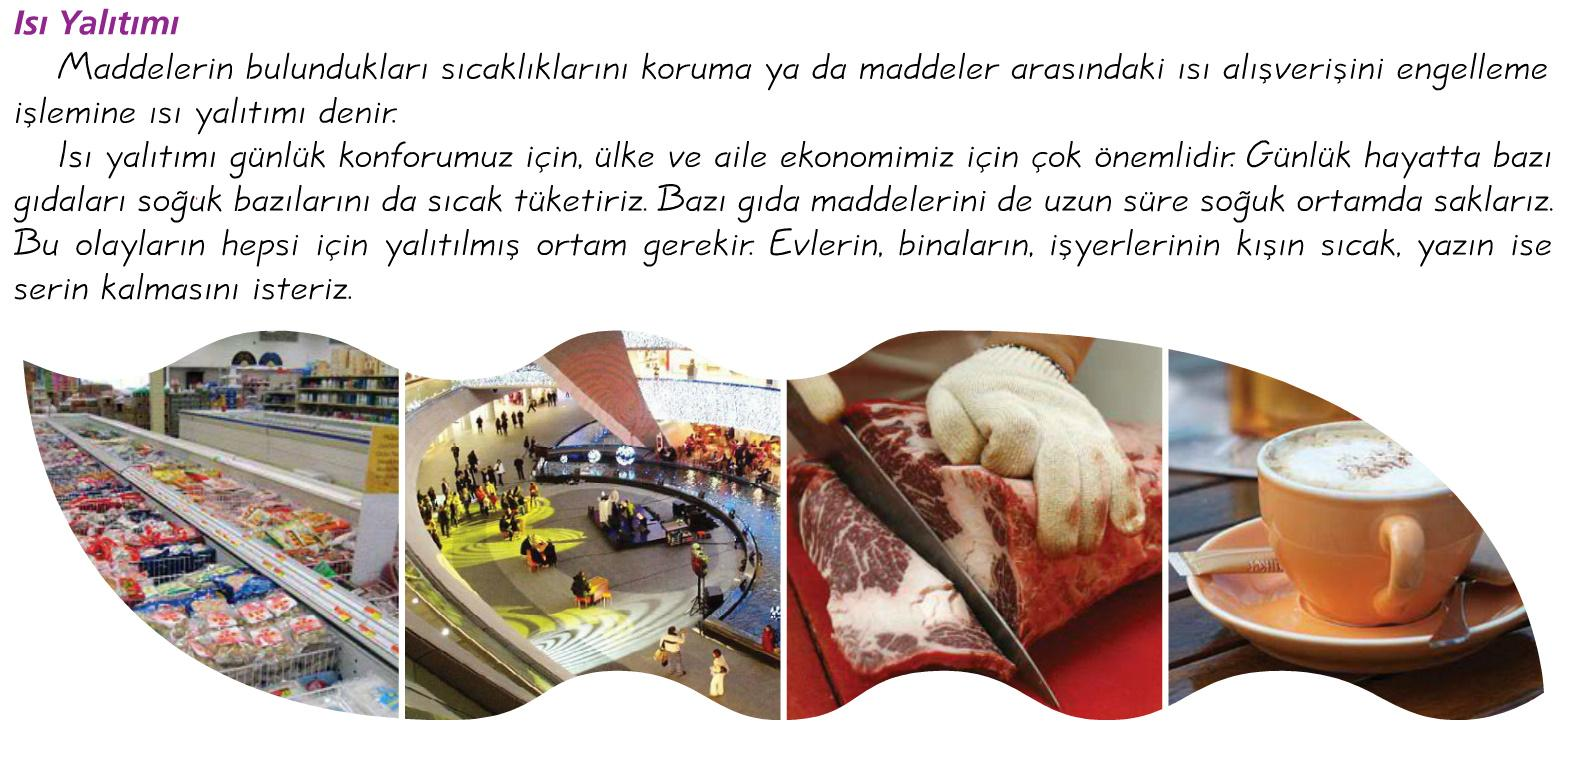 Isı Yalıtımı
Maddelerin bulundukları sıcaklıklarını koruma ya da maddeler arasındaki ısı alışverişini engelleme
işlemine ısı yalıtımı denir.
Isı yalıtımı günlük konforumuz için, ülke ve aile ekonomimiz için çok önemlidir. Günlük hayatta bazı
gıdaları soğuk bazılarını da sıcak tüketiriz. Bazı gıda maddelerini de uzun süre soğuk ortamda saklarız.
Bu olayların hepsi için yalıtılmış ortam gerekir. Evlerin, binaların, işyerlerinin kışın sıcak, yazın ise
serin kalmasını isteriz.